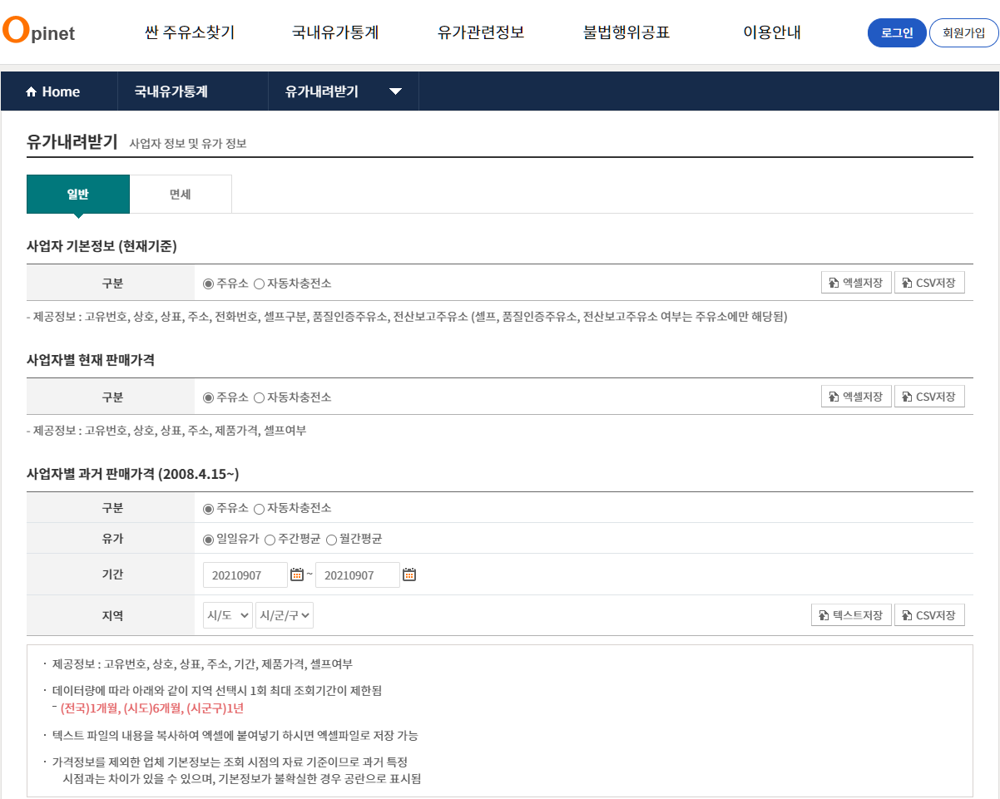 Opinet
싼 주유소찾기 국내유가통계 유가관련정보 불법행위공표 이용안내 로그인 회원가입
Home 국내유가통계 유가내려받기
유가내려받기 사업자 정보 및 유가 정보
일반 면세
사업자 기본정보 (현재기준)
구분 주유소 자동차충전소 엑셀저장 CSV저장
- 제공정보 : 고유번호, 상호, 상표, 주소, 전화번호, 셀프구분, 품질인증주유소, 전산보고주유소 (셀프, 품질인증주유소, 전산보고주유소 여부는 주유소에만 해당됨)
사업자별 현재 판매가격
구분 주유소 자동차충전소 엑셀저장 CSV저장
- 제공정보 : 고유번호, 상호, 상표, 주소, 제품가격, 셀프여부
사업자별 과거 판매가격 (2008.4.15~)
구분 주유소 자동차충전소
유가 일일유가 주간평균 월간평균
기간 20210907 ~ 20210907
지역 시/도 시/군/구 텍스트저장 CSV저장
· 제공정보 : 고유번호, 상호, 상표, 주소, 기간, 제품가격, 셀프여부
· 데이터량에 따라 아래와 같이 지역 선택시 1회 최대 조회기간이 제한됨
- (전국)1개월, (시도)6개월, (시군구)1년
· 텍스트 파일의 내용을 복사하여 엑셀에 붙여넣기 하시면 엑셀파일로 저장 가능
· 가격정보를 제외한 업체 기본정보는 조회 시점의 자료 기준이므로 과거 특정
시점과는 차이가 있을 수 있으며, 기본정보가 불확실한 경우 공란으로 표시됨